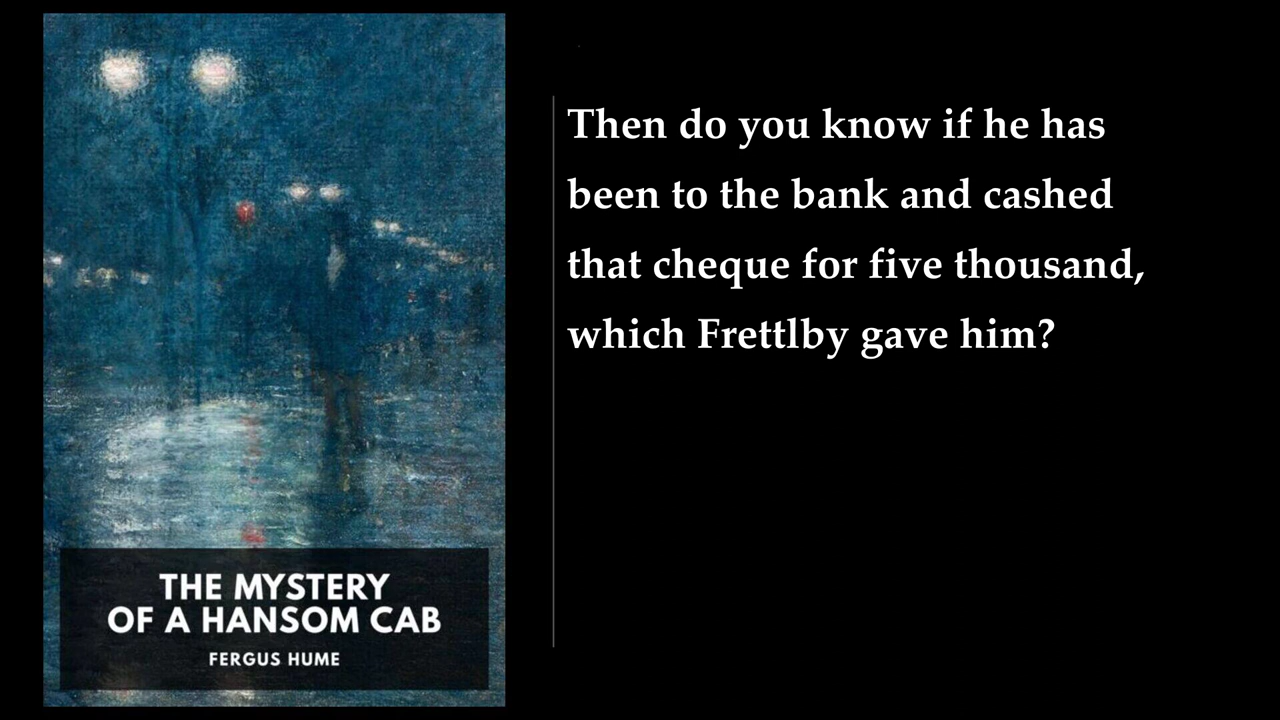 THE MYSTERY
OF A HANSOM CAB
FERGUS HUME
Then do you know if he has
been to the bank and cashed
that cheque for five thousand,
which Frettlby gave him?